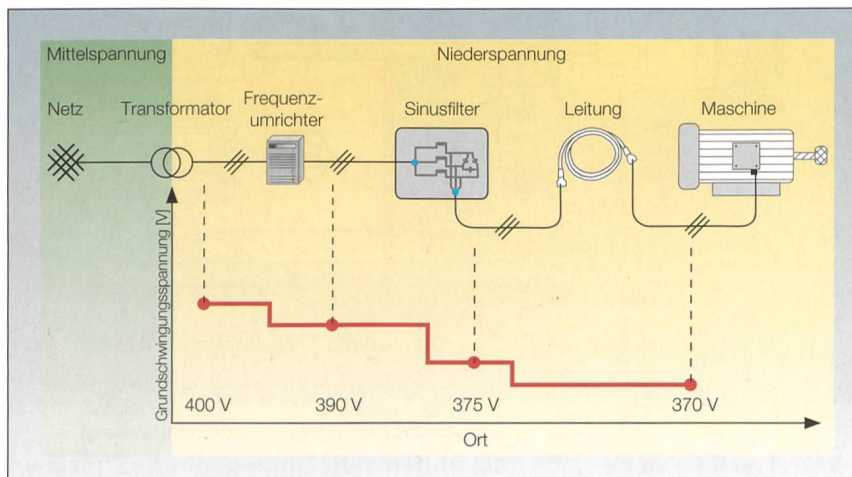 Mittelspannung
Niederspannung
Netz
Transformator
Frequenz-
umrichter
Sinusfilter
Leitung
Maschine
Grundschwingungsspannung [V]
400 V
390 V
375 V
370 V
Ort